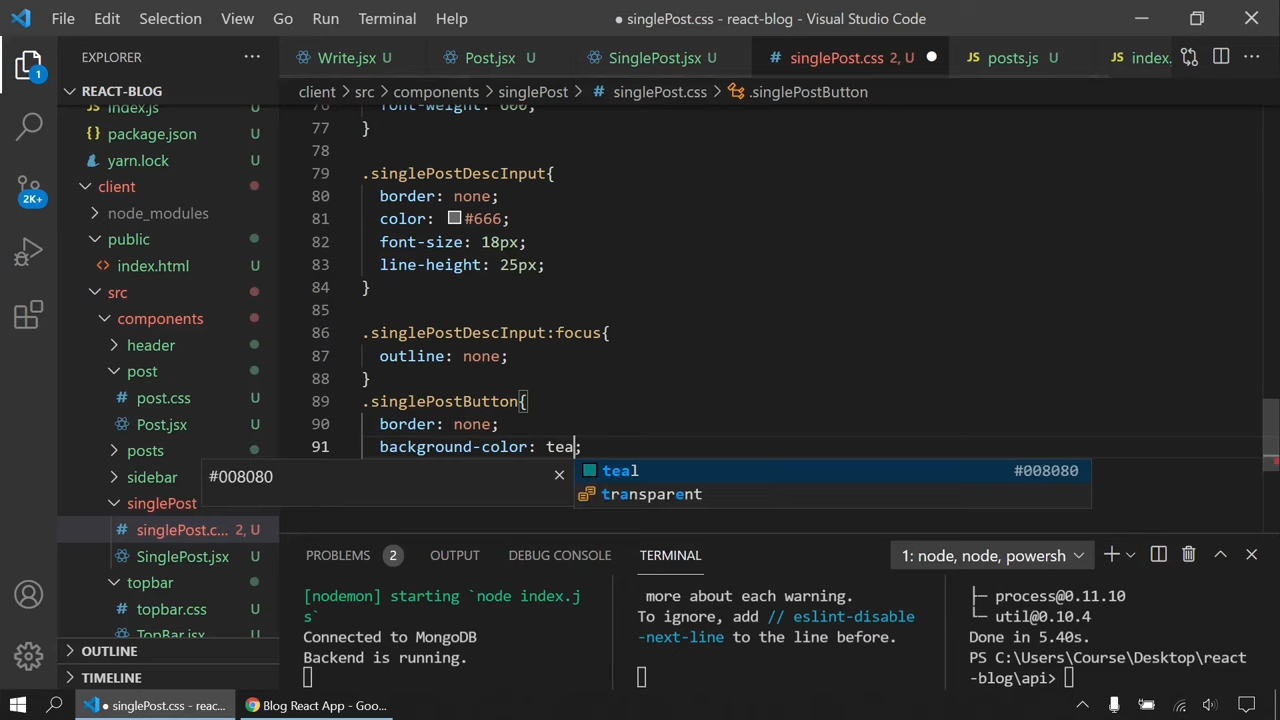 File Edit Selection View Go Run Terminal Help ● singlePost.css - react-blog - Visual Studio Code
EXPLORER
Write.jsx U Post.jsx U SinglePost.jsx U singlePost.css 2, U posts.js U index.
REACT-BLOG
client src components singlePost # singlePost.css .singlePostButton
index.js U
package.json U
yarn.lock U
client
node_modules
public
index.html U
src
components
header
post
post.css U
Post.jsx U
posts
sidebar
singlePost
singlePost.c... 2, U
SinglePost.jsx U
topbar
topbar.css U
TopBar.jsx U
OUTLINE
TIMELINE
1
2K+
76 font-weight: 600;
77 }
78
79 .singlePostDescInput{
80 border: none;
81 color: #666;
82 font-size: 18px;
83 line-height: 25px;
84 }
85
86 .singlePostDescInput:focus{
87 outline: none;
88 }
89 .singlePostButton{
90 border: none;
91 background-color: tea;
#008080
teal #008080
transparent
PROBLEMS 2 OUTPUT DEBUG CONSOLE TERMINAL 1: node, node, powersh
[nodemon] starting `node index.j
s`
Connected to MongoDB
Backend is running.
more about each warning.
To ignore, add // eslint-disable
-next-line to the line before.
├─ process@0.11.10
└─ util@0.10.4
Done in 5.40s.
PS C:\Users\Course\Desktop\react
-blog\api>
● singlePost.css - reac... Blog React App - Goo...